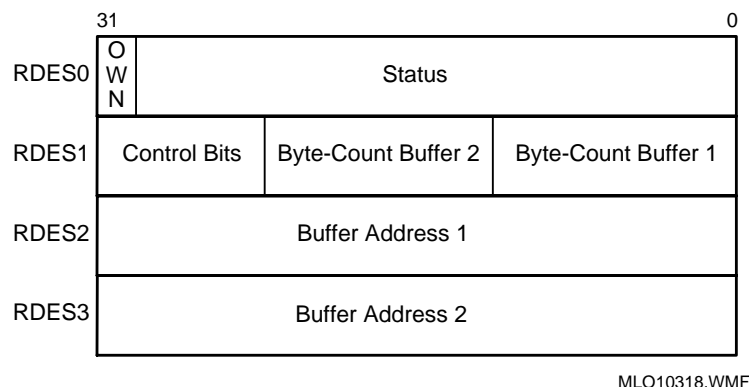 31 0
RDES0 OWN Status
RDES1 Control Bits Byte-Count Buffer 2 Byte-Count Buffer 1
RDES2 Buffer Address 1
RDES3 Buffer Address 2
MLO10318.WMF